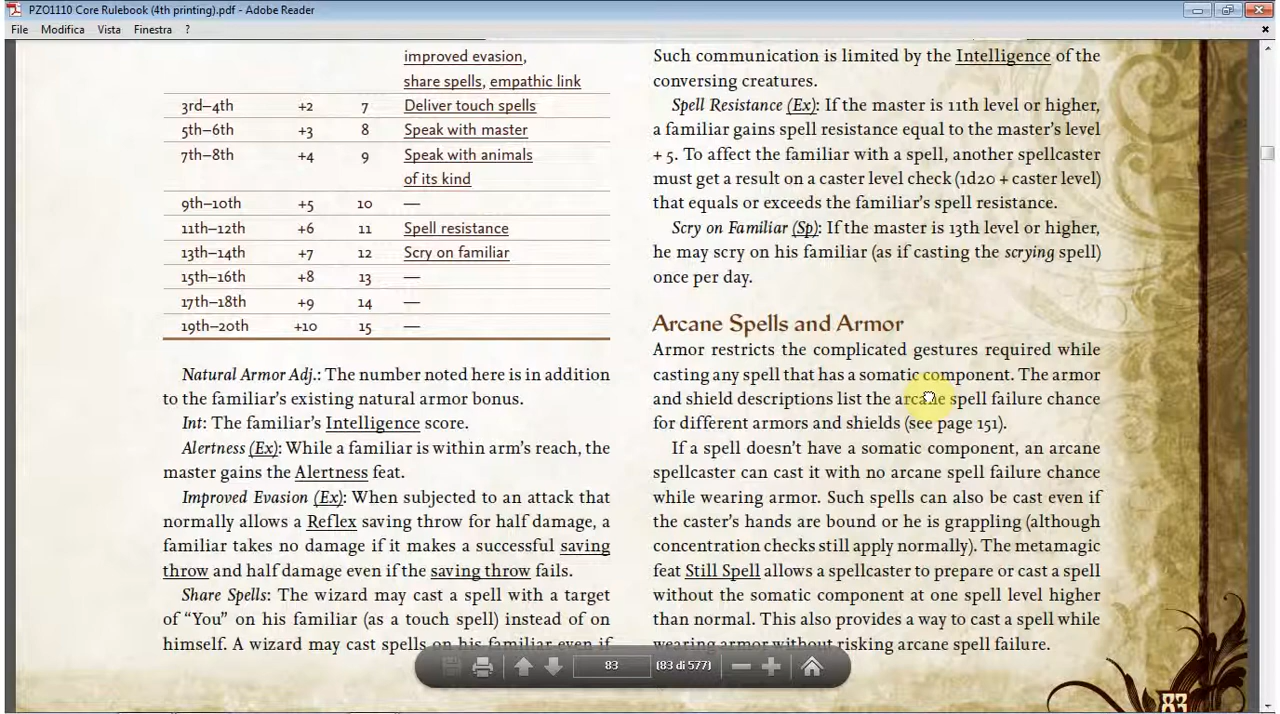 PZO1110 Core Rulebook (4th printing).pdf - Adobe Reader
File Modifica Vista Finestra ?
improved evasion,
share spells, empathic link
3rd–4th +2 7 Deliver touch spells
5th–6th +3 8 Speak with master
7th–8th +4 9 Speak with animals
of its kind
9th–10th +5 10 —
11th–12th +6 11 Spell resistance
13th–14th +7 12 Scry on familiar
15th–16th +8 13 —
17th–18th +9 14 —
19th–20th +10 15 —
Natural Armor Adj.: The number noted here is in addition
to the familiar's existing natural armor bonus.
Int: The familiar's Intelligence score.
Alertness (Ex): While a familiar is within arm's reach, the
master gains the Alertness feat.
Improved Evasion (Ex): When subjected to an attack that
normally allows a Reflex saving throw for half damage, a
familiar takes no damage if it makes a successful saving
throw and half damage even if the saving throw fails.
Share Spells: The wizard may cast a spell with a target
of “You” on his familiar (as a touch spell) instead of on
himself. A wizard may cast spells on his familiar even if
Such communication is limited by the Intelligence of the
conversing creatures.
Spell Resistance (Ex): If the master is 11th level or higher,
a familiar gains spell resistance equal to the master's level
+ 5. To affect the familiar with a spell, another spellcaster
must get a result on a caster level check (1d20 + caster level)
that equals or exceeds the familiar's spell resistance.
Scry on Familiar (Sp): If the master is 13th level or higher,
he may scry on his familiar (as if casting the scrying spell)
once per day.
Arcane Spells and Armor
Armor restricts the complicated gestures required while
casting any spell that has a somatic component. The armor
and shield descriptions list the arcane spell failure chance
for different armors and shields (see page 151).
If a spell doesn't have a somatic component, an arcane
spellcaster can cast it with no arcane spell failure chance
while wearing armor. Such spells can also be cast even if
the caster's hands are bound or he is grappling (although
concentration checks still apply normally). The metamagic
feat Still Spell allows a spellcaster to prepare or cast a spell
without the somatic component at one spell level higher
than normal. This also provides a way to cast a spell while
wearing armor without risking arcane spell failure.
83 (83 di 577)
83